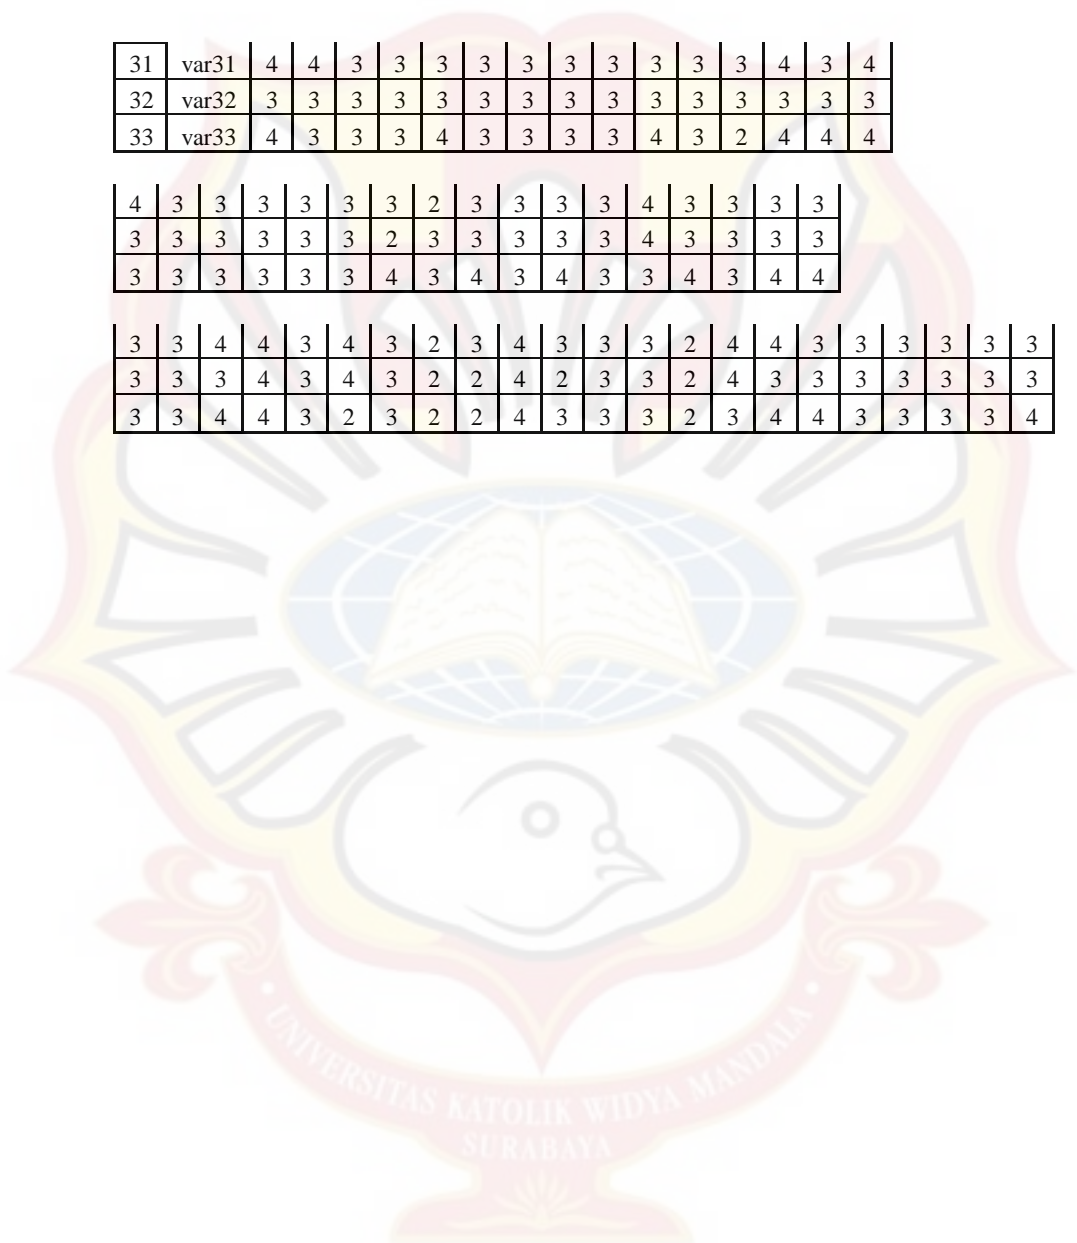 31 var31 4 4 3 3 3 3 3 3 3 3 3 3 4 3 4
32 var32 3 3 3 3 3 3 3 3 3 3 3 3 3 3 3
33 var33 4 3 3 3 4 3 3 3 3 4 3 2 4 4 4
4 3 3 3 3 3 3 2 3 3 3 3 4 3 3 3 3
3 3 3 3 3 3 2 3 3 3 3 3 4 3 3 3 3
3 3 3 3 3 3 4 3 4 3 4 3 3 4 3 4 4
3 3 4 4 3 4 3 2 3 4 3 3 3 2 4 4 3 3 3 3 3 3
3 3 3 4 3 4 3 2 2 4 2 3 3 2 4 3 3 3 3 3 3 3
3 3 4 4 3 2 3 2 2 4 3 3 3 2 3 4 4 3 3 3 3 4
UNIVERSITAS KATOLIK WIDYA MANDALA
SURABAYA